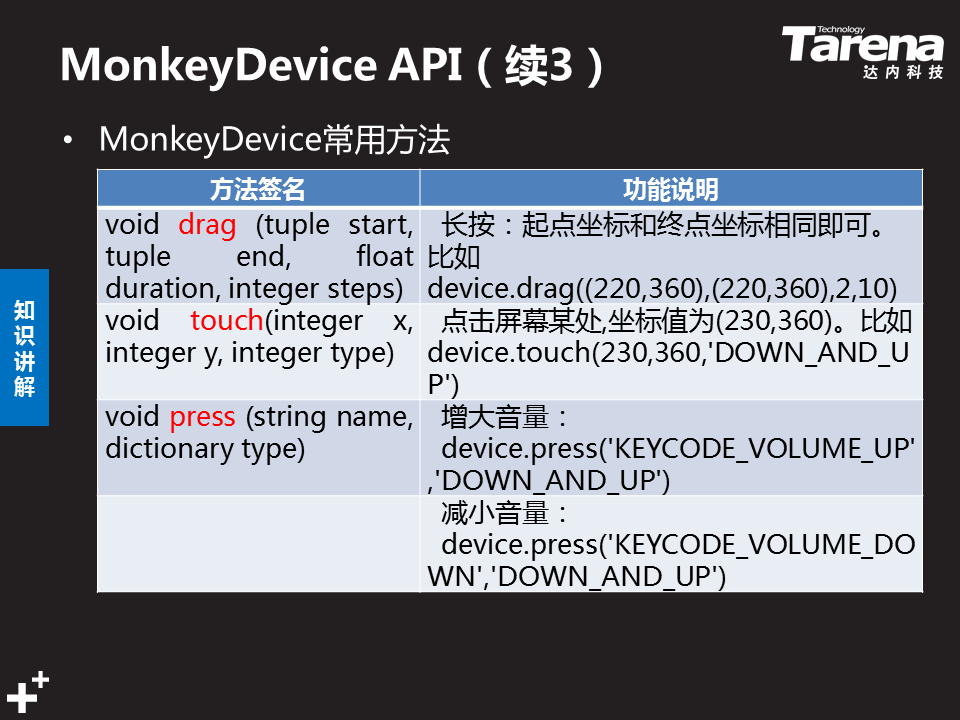 MonkeyDevice API（续3）
Technology
Tarena
达内科技
• MonkeyDevice常用方法
方法签名
功能说明
void drag (tuple start,
tuple end, float
duration, integer steps)
长按：起点坐标和终点坐标相同即可。
比如
device.drag((220,360),(220,360),2,10)
void touch(integer x,
integer y, integer type)
点击屏幕某处,坐标值为(230,360)。比如
device.touch(230,360,'DOWN_AND_U
P')
void press (string name,
dictionary type)
增大音量：
device.press('KEYCODE_VOLUME_UP'
,'DOWN_AND_UP')
减小音量：
device.press('KEYCODE_VOLUME_DO
WN','DOWN_AND_UP')
知
识
讲
解